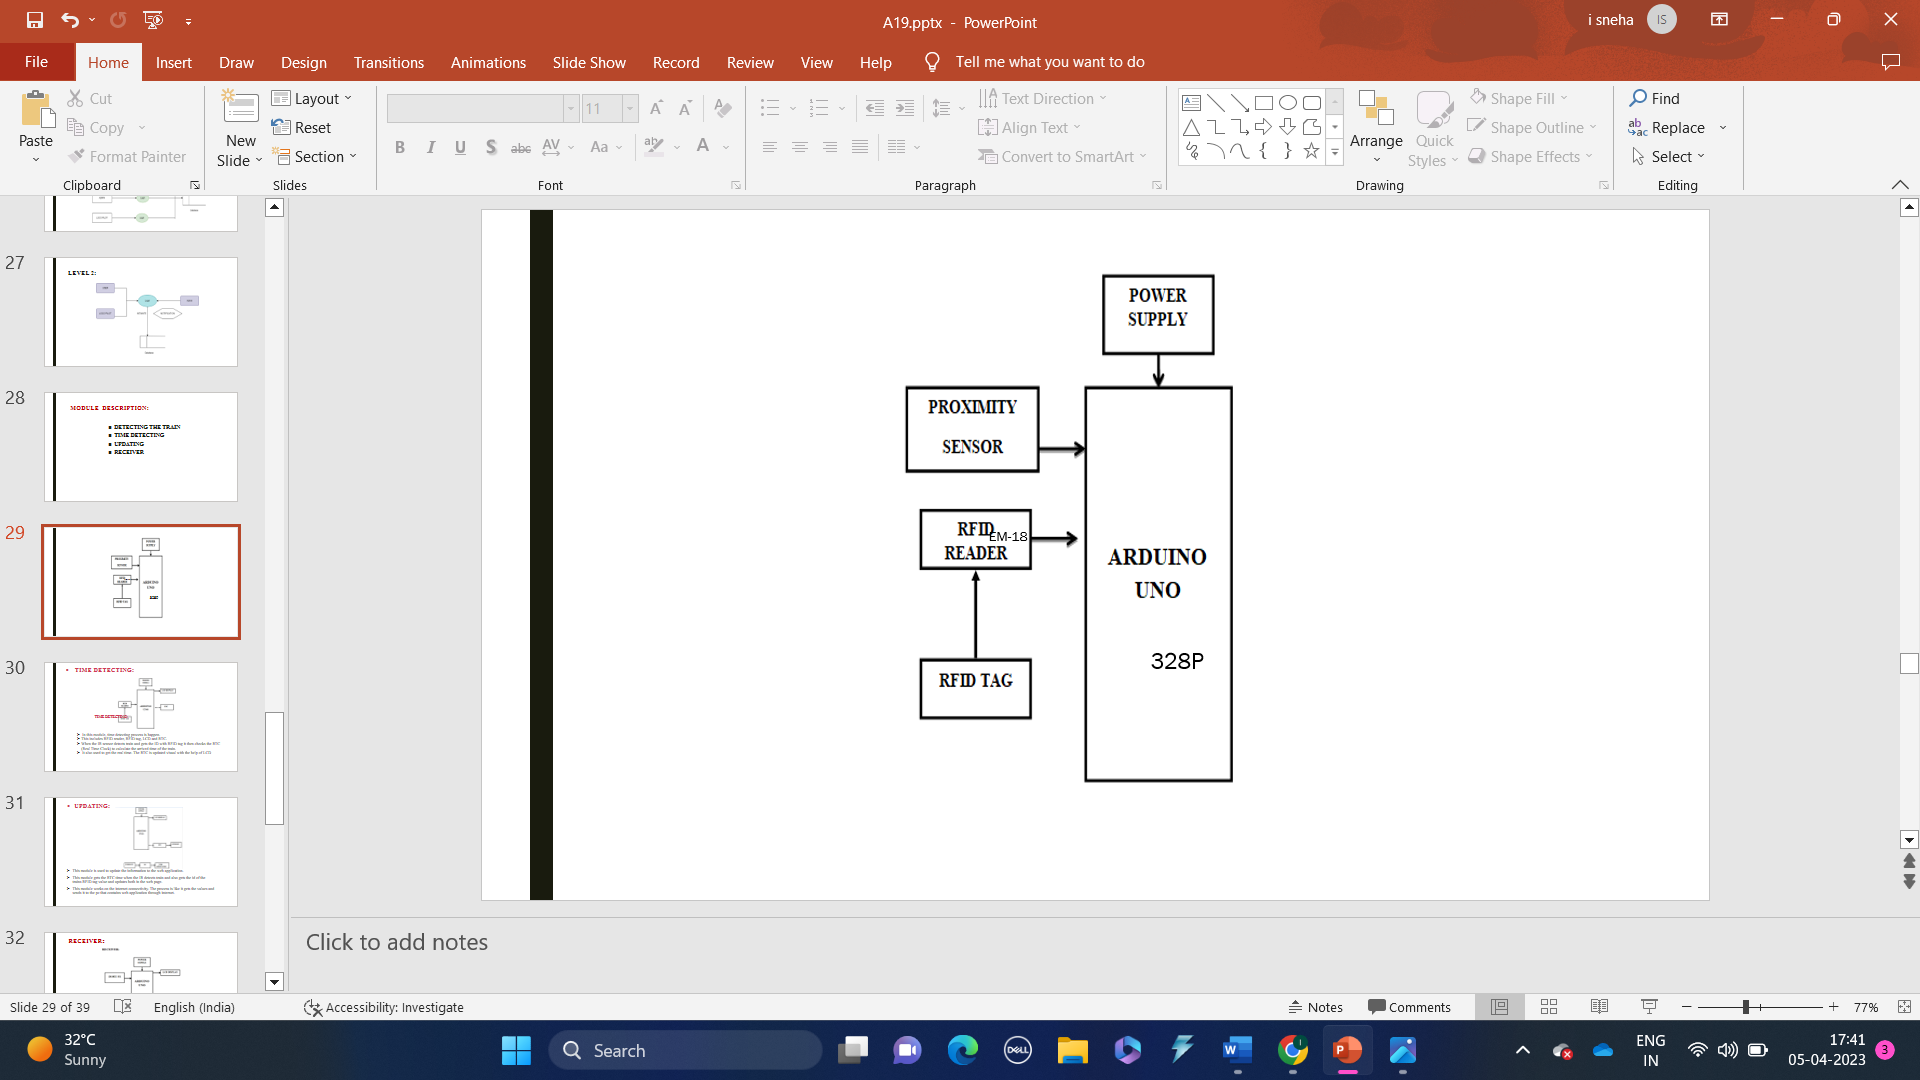 A19.pptx - PowerPoint
i sneha
IS
File
Home
Insert
Draw
Design
Transitions
Animations
Slide Show
Record
Review
View
Help
Tell me what you want to do
Paste
Cut
Copy
Format Painter
Clipboard
New
Slide
Layout
Reset
Section
Slides
11
B
I
U
S
abc
AV
Aa
A
Font
Text Direction
Align Text
Convert to SmartArt
Paragraph
Arrange
Quick
Styles
Shape Fill
Shape Outline
Shape Effects
Drawing
Find
Replace
Select
Editing
27
LEVEL 2:
28
MODULE DESCRIPTION:
DETECTING THE TRAIN
TIME DETECTING
UPDATING
RECEIVER
29
30
TIME DETECTING:
31
UPDATING:
32
RECEIVER:
POWER
SUPPLY
PROXIMITY
SENSOR
RFID
READER
EM-18
RFID TAG
ARDUINO
UNO
328P
Click to add notes
Slide 29 of 39
English (India)
Accessibility: Investigate
Notes
Comments
77%
32°C
Sunny
Search
DELL
ENG
IN
17:41
05-04-2023
3